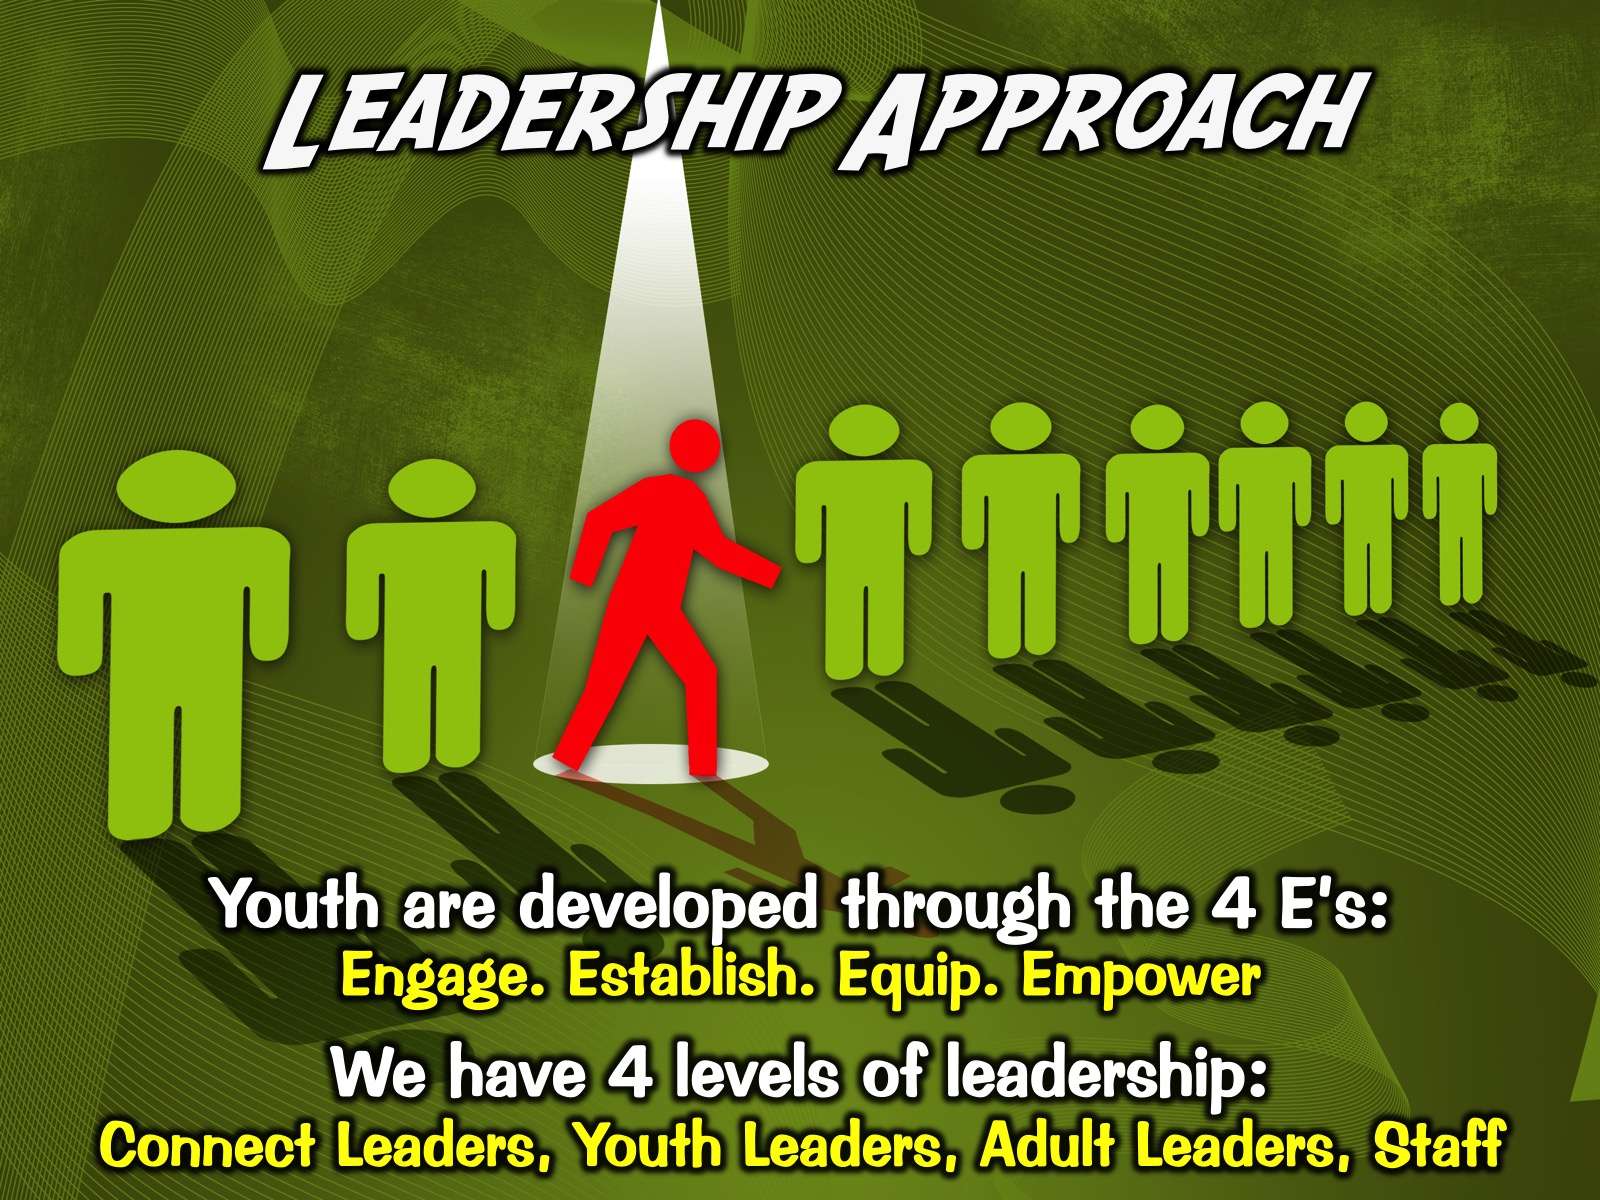 Leadership Approach
Youth are developed through the 4 E's:
Engage. Establish. Equip. Empower
We have 4 levels of leadership:
Connect Leaders, Youth Leaders, Adult Leaders, Staff